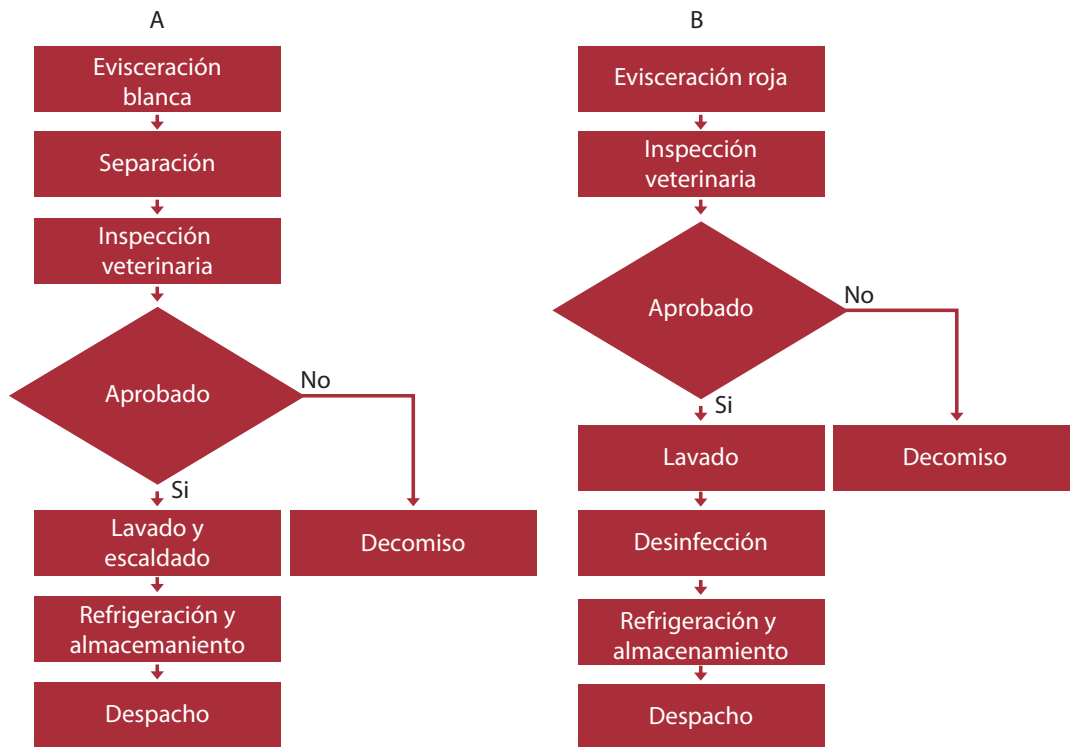 A
Evisceración
blanca
Separación
Inspección
veterinaria
Aprobado
No
Si
Lavado y
escaldado
Decomiso
Refrigeración y
almacemaniento
Despacho
B
Evisceración roja
Inspección
veterinaria
Aprobado
No
Si
Lavado
Decomiso
Desinfección
Refrigeración y
almacenamiento
Despacho